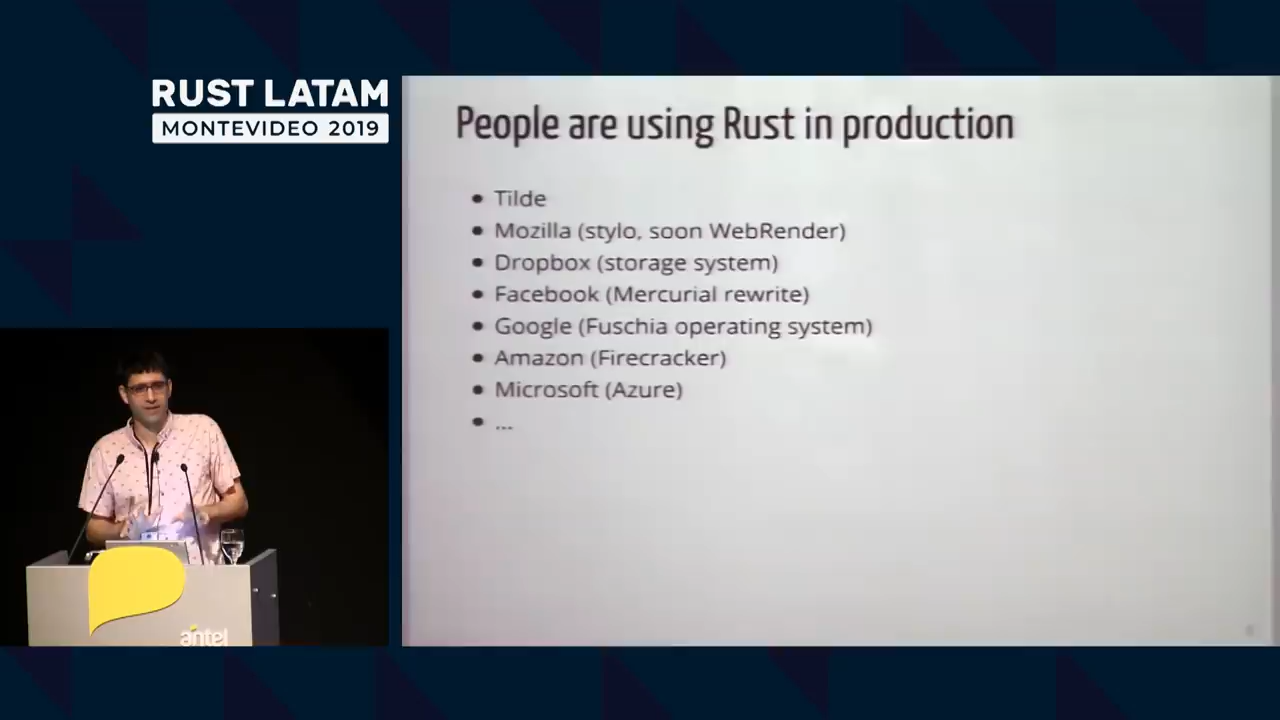 RUST LATAM
MONTEVIDEO 2019
People are using Rust in production
• Tilde
• Mozilla (stylo, soon WebRender)
• Dropbox (storage system)
• Facebook (Mercurial rewrite)
• Google (Fuschia operating system)
• Amazon (Firecracker)
• Microsoft (Azure)
• ...
antel